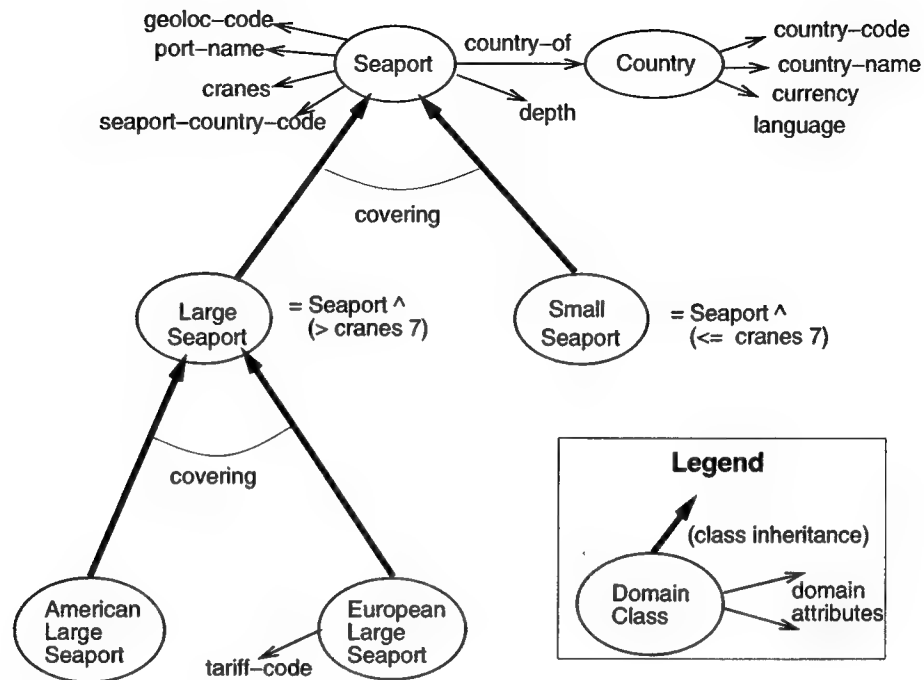 geoloc–code
port–name
cranes
seaport–country–code
Seaport
country–of
depth
Country
country–code
country–name
currency
language
covering
Large
Seaport
= Seaport ^
(> cranes 7)
Small
Seaport
= Seaport ^
(<= cranes 7)
covering
American
Large
Seaport
European
Large
Seaport
tariff–code
Legend
(class inheritance)
Domain
Class
domain
attributes